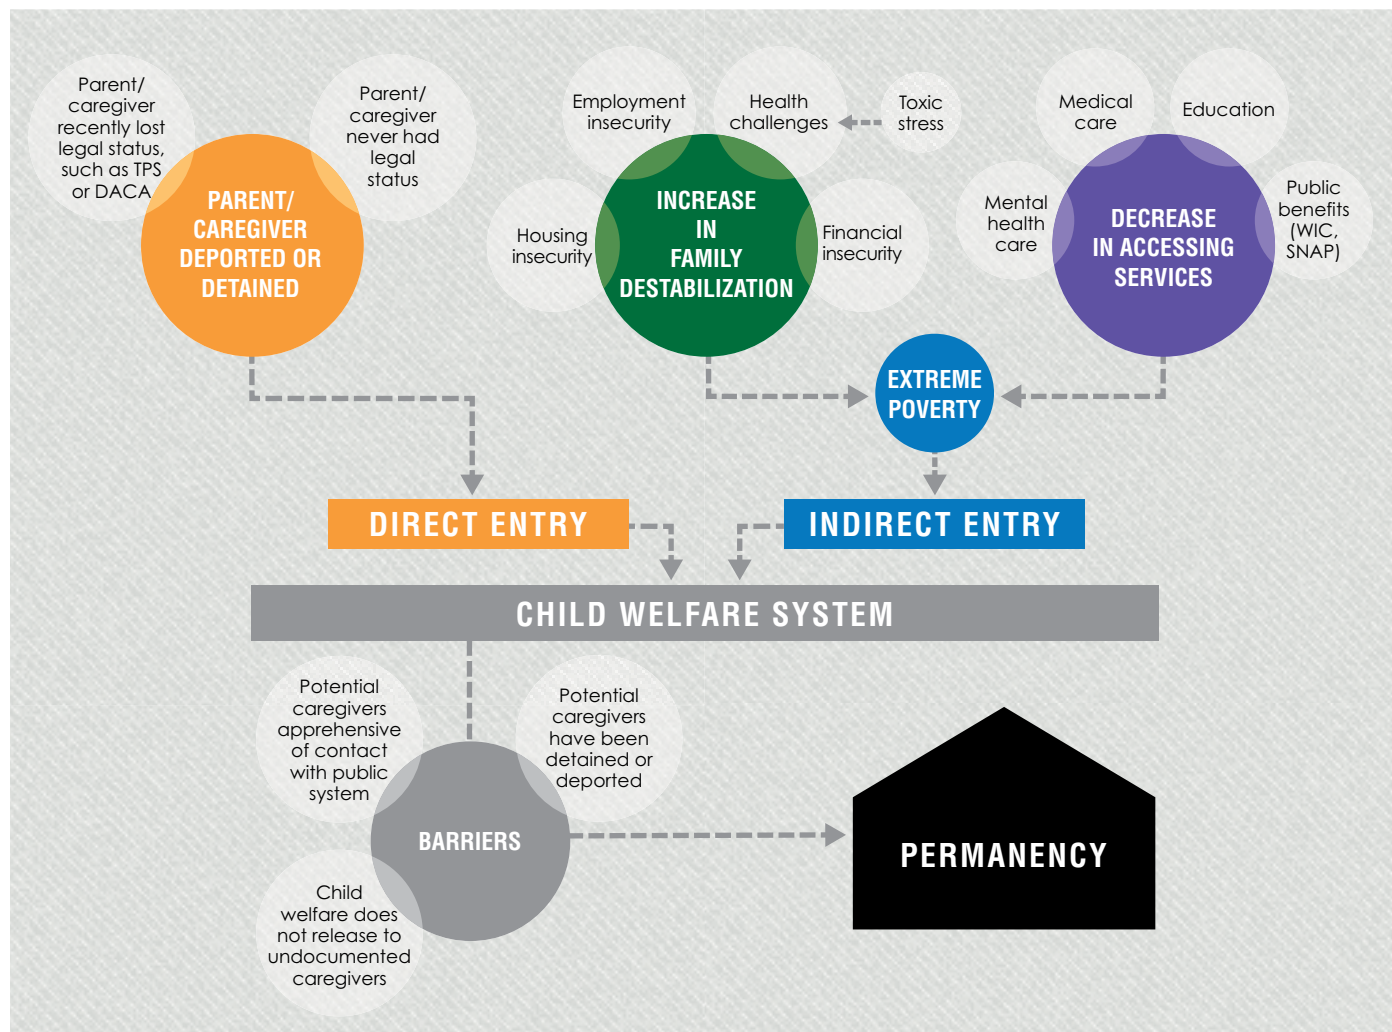 Parent/
caregiver
recently lost
legal status,
such as TPS
or DACA
Parent/
caregiver
never had
legal
status
PARENT/
CAREGIVER
DEPORTED OR
DETAINED
Employment
insecurity
Health
challenges
Toxic
stress
Housing
insecurity
Financial
insecurity
INCREASE
IN
FAMILY
DESTABILIZATION
Medical
care
Education
Mental
health
care
Public
benefits
(WIC,
SNAP)
DECREASE
IN ACCESSING
SERVICES
EXTREME
POVERTY
DIRECT ENTRY
INDIRECT ENTRY
CHILD WELFARE SYSTEM
Potential
caregivers
apprehensive
of contact
with public
system
Potential
caregivers
have been
detained or
deported
BARRIERS
Child
welfare does
not release to
undocumented
caregivers
PERMANENCY